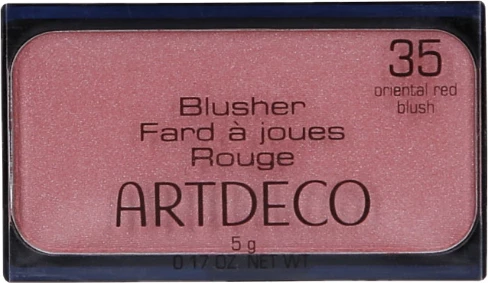 35
oriental red
blush
Blusher
Fard à joues
Rouge
ARTDECO
5 g
0.17 OZ. NET WT